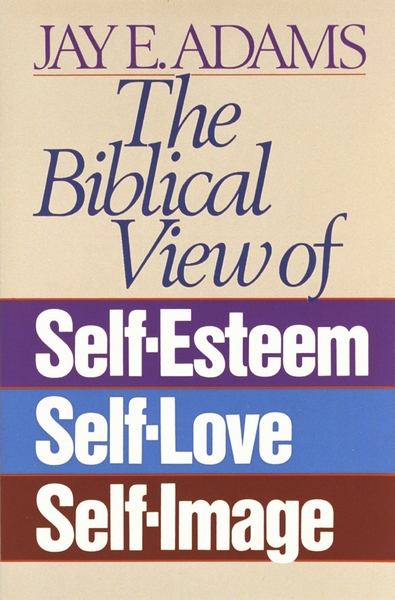 JAY E. ADAMS
The
Biblical
View of
Self-Esteem
Self-Love
Self-Image